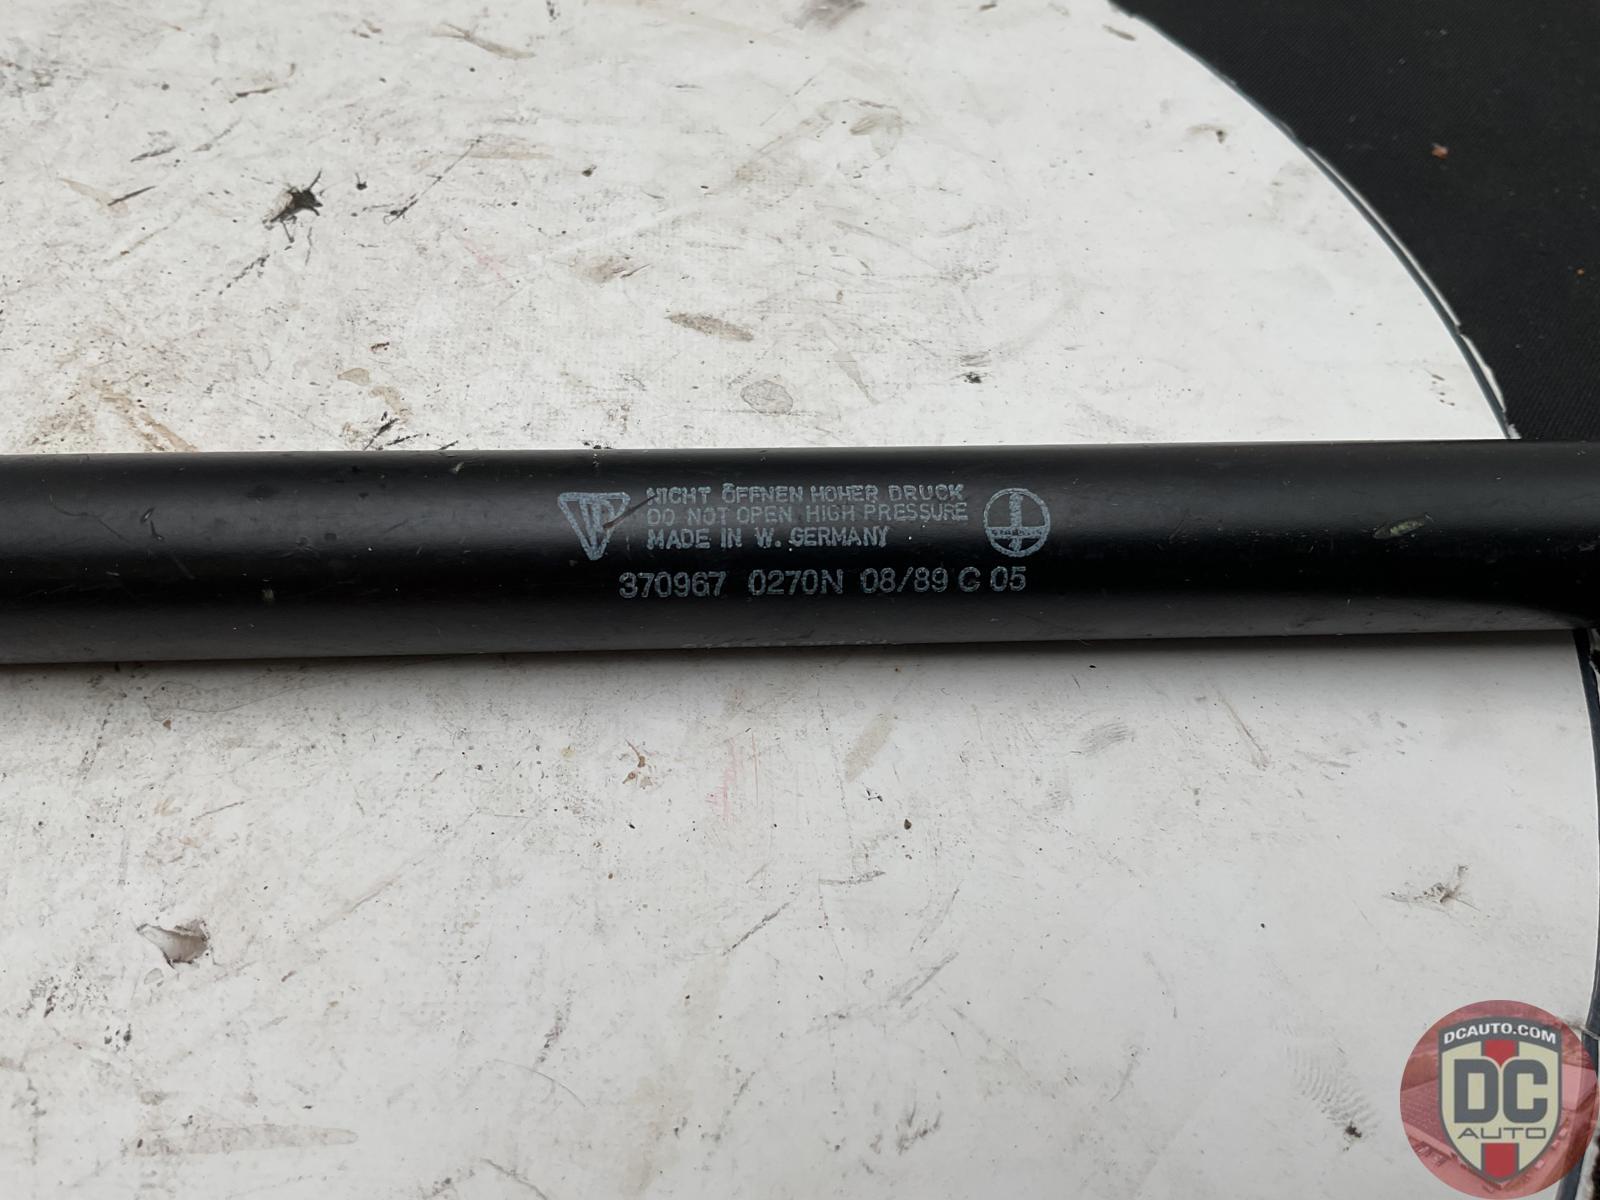 NICHT ÖFFNEN HOHER DRUCK
DO NOT OPEN HIGH PRESSURE
MADE IN W. GERMANY
370967 0270N 08/89 G 05
DCAUTO.COM
DC
AUTO